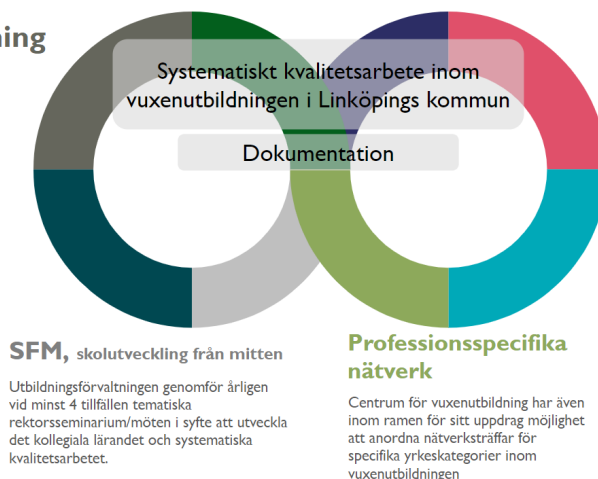 ning
Systematiskt kvalitetsarbete inom
vuxenutbildningen i Linköpings kommun
Dokumentation
SFM, skolutveckling från mitten
Utbildningsförvaltningen genomför årligen
vid minst 4 tillfällen tematiska
rektorsseminarium/möten i syfte att utveckla
det kollegiala lärandet och systematiska
kvalitetsarbetet.
Professionsspecifika
nätverk
Centrum för vuxenutbildning har även
inom ramen för sitt uppdrag möjlighet
att anordna nätverksträffar för
specifika yrkeskategorier inom
vuxenutbildningen